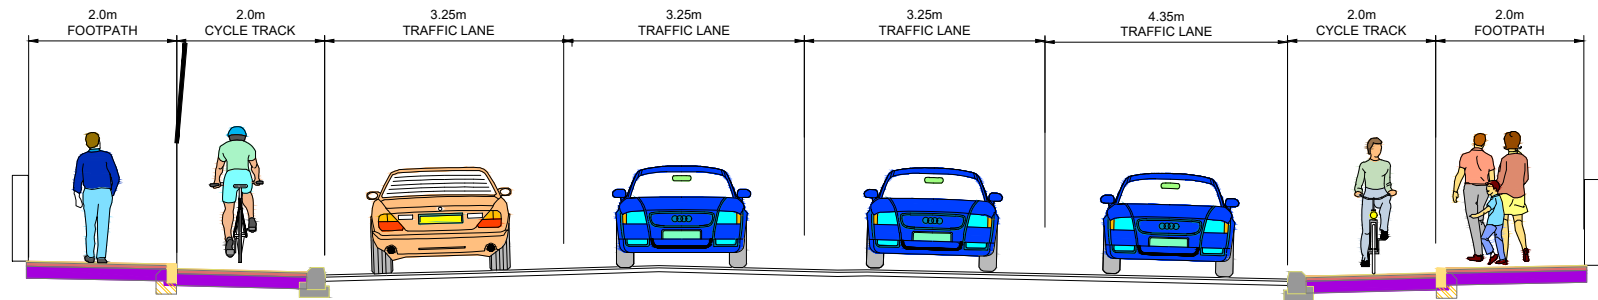 2.0m
FOOTPATH
2.0m
CYCLE TRACK
3.25m
TRAFFIC LANE
3.25m
TRAFFIC LANE
3.25m
TRAFFIC LANE
4.35m
TRAFFIC LANE
2.0m
CYCLE TRACK
2.0m
FOOTPATH